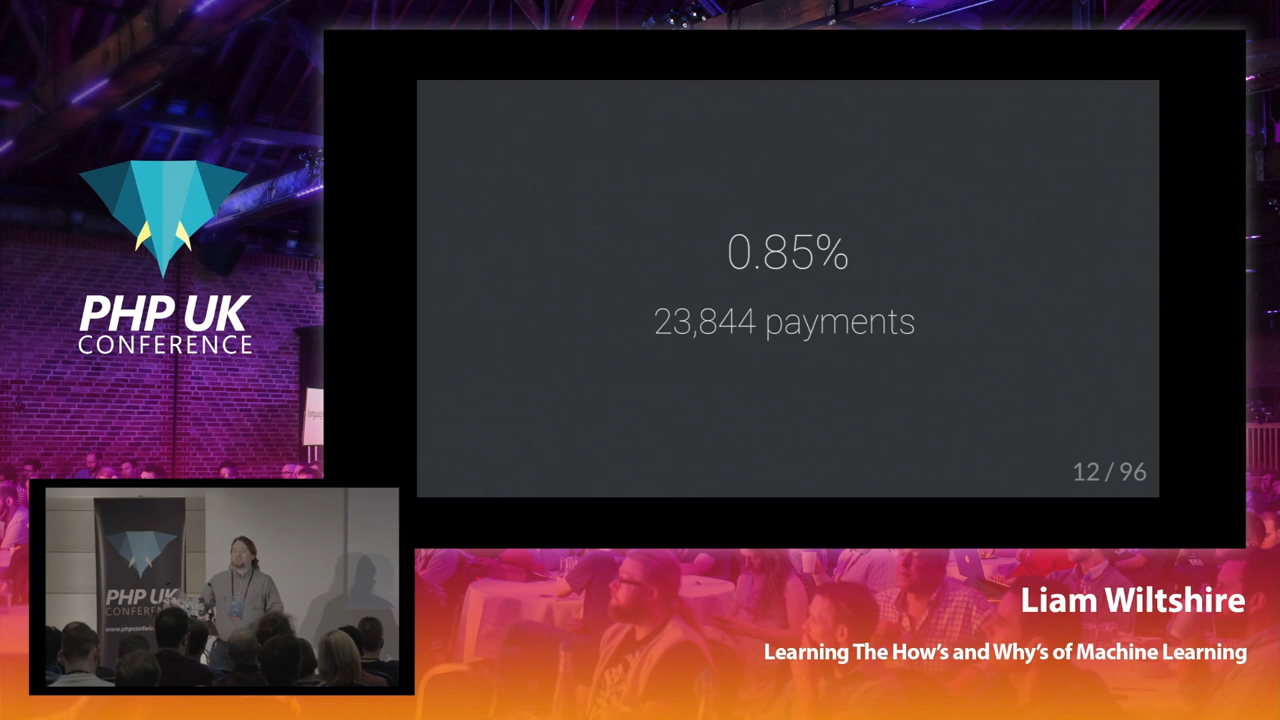 0.85%
23,844 payments
12 / 96
PHP UK
CONFERENCE
PHP UK
Liam Wiltshire
Learning The How's and Why's of Machine Learning